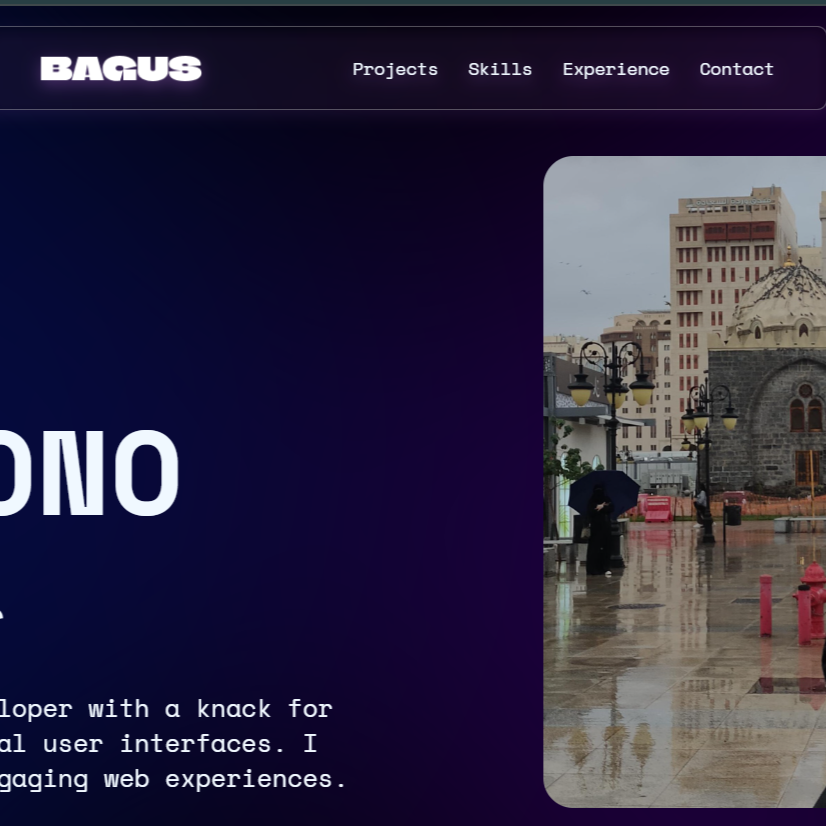 BAGUS
Projects Skills Experience Contact
ONO
loper with a knack for
al user interfaces. I
gaging web experiences.